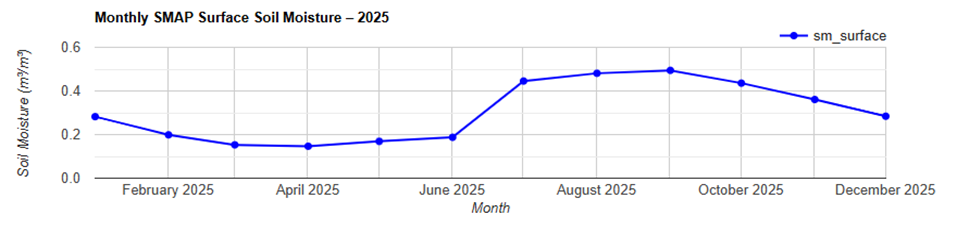 Monthly SMAP Surface Soil Moisture – 2025
sm_surface
Soil Moisture (m³/m³)
0.6
0.4
0.2
0.0
February 2025 April 2025 June 2025 August 2025 October 2025 December 2025
Month